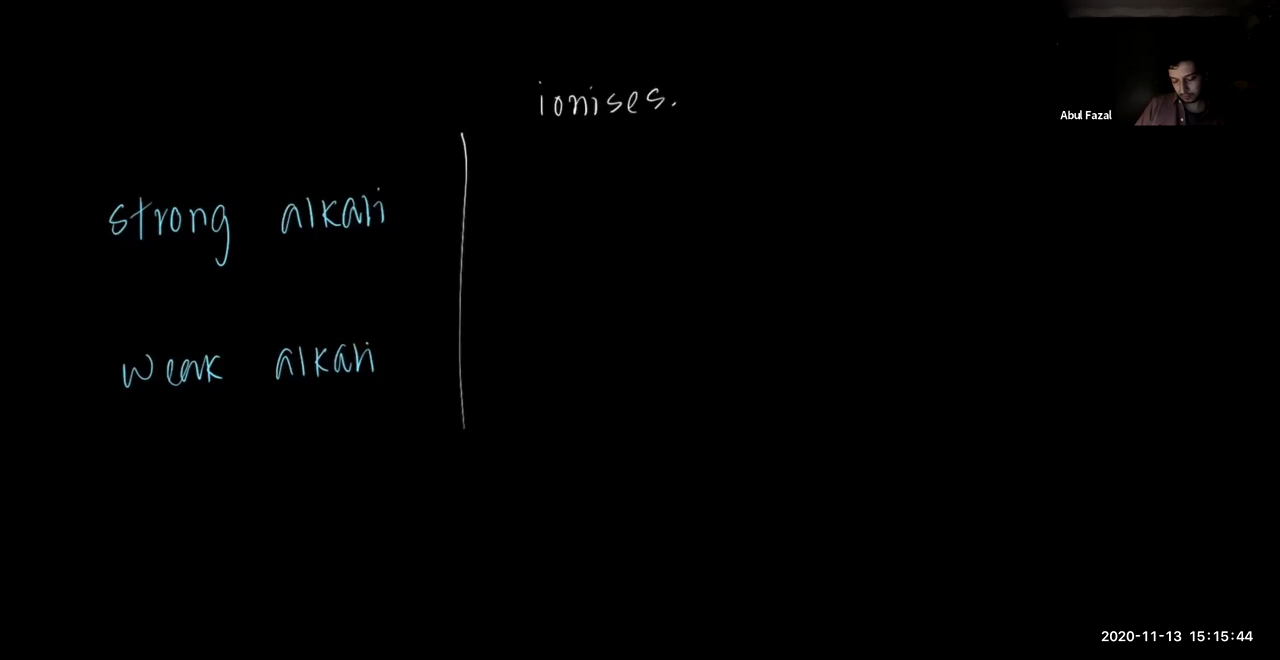 ionises.
Abul Fazal
strong alkali
weak alkali
2020-11-13 15:15:44